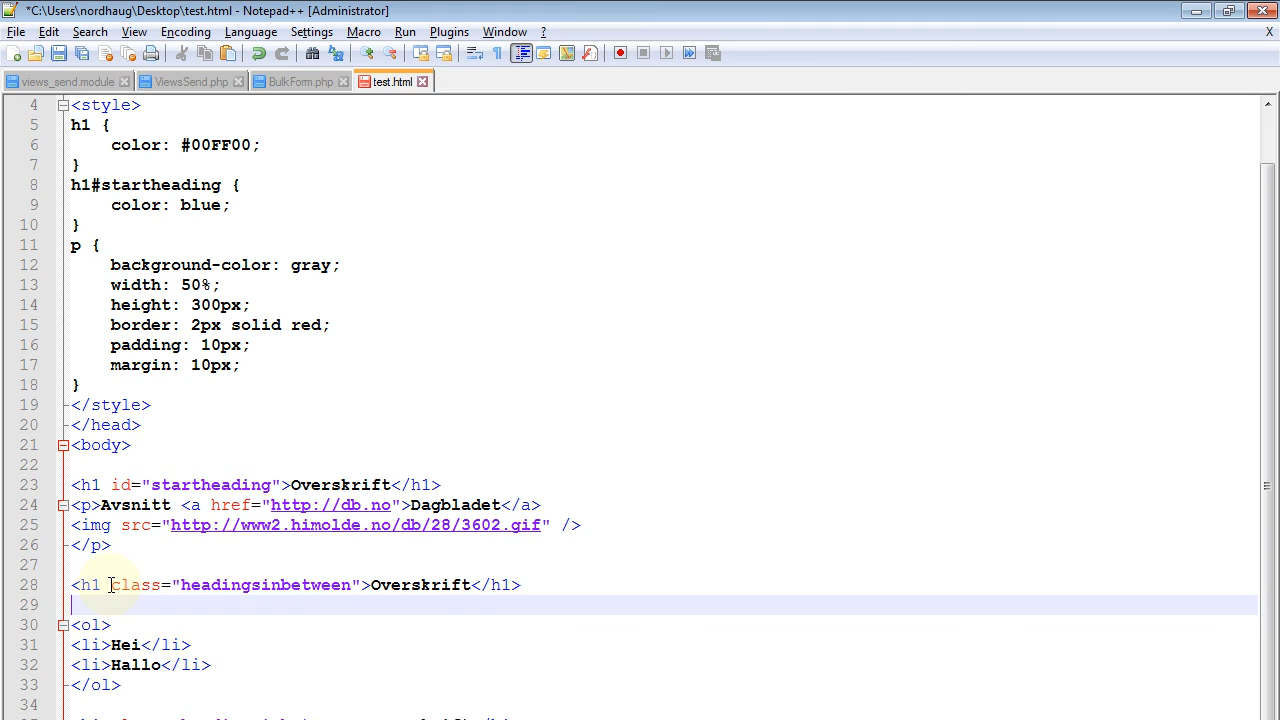 *C:\Users\nordhaug\Desktop\test.html - Notepad++ [Administrator]
File Edit Search View Encoding Language Settings Macro Run Plugins Window ? X
views_send.module ViewsSend.php BulkForm.php test.html
4 <style>
5 h1 {
6 color: #00FF00;
7 }
8 h1#startheading {
9 color: blue;
10 }
11 p {
12 background-color: gray;
13 width: 50%;
14 height: 300px;
15 border: 2px solid red;
16 padding: 10px;
17 margin: 10px;
18 }
19 </style>
20 </head>
21 <body>
22
23 <h1 id="startheading">Overskrift</h1>
24 <p>Avsnitt <a href="http://db.no">Dagbladet</a>
25 <img src="http://www2.himolde.no/db/28/3602.gif" />
26 </p>
27
28 <h1 class="headingsinbetween">Overskrift</h1>
29
30 <ol>
31 <li>Hei</li>
32 <li>Hallo</li>
33 </ol>
34